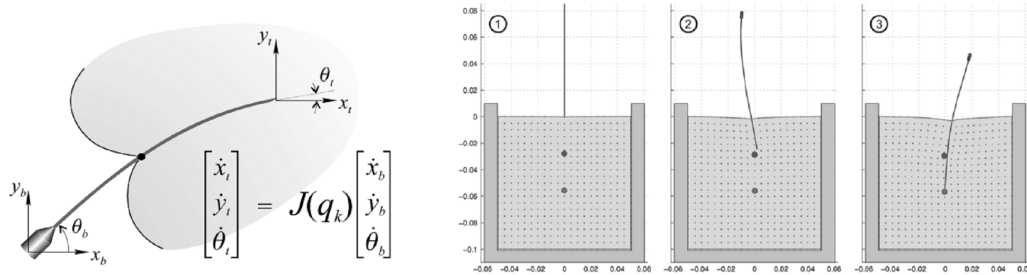 y_t
θ_t
x_t
y_b
θ_b
x_b
[ẋ_t ẏ_t θ̇_t] = J(q_k) [ẋ_b ẏ_b θ̇_b]
1
0.08
0.06
0.04
0.02
0
-0.02
-0.04
-0.06
-0.08
-0.1
-0.06 -0.04 -0.02 0 0.02 0.04 0.06
2
-0.06 -0.04 -0.02 0 0.02 0.04 0.06
3
-0.06 -0.04 -0.02 0 0.02 0.04 0.06